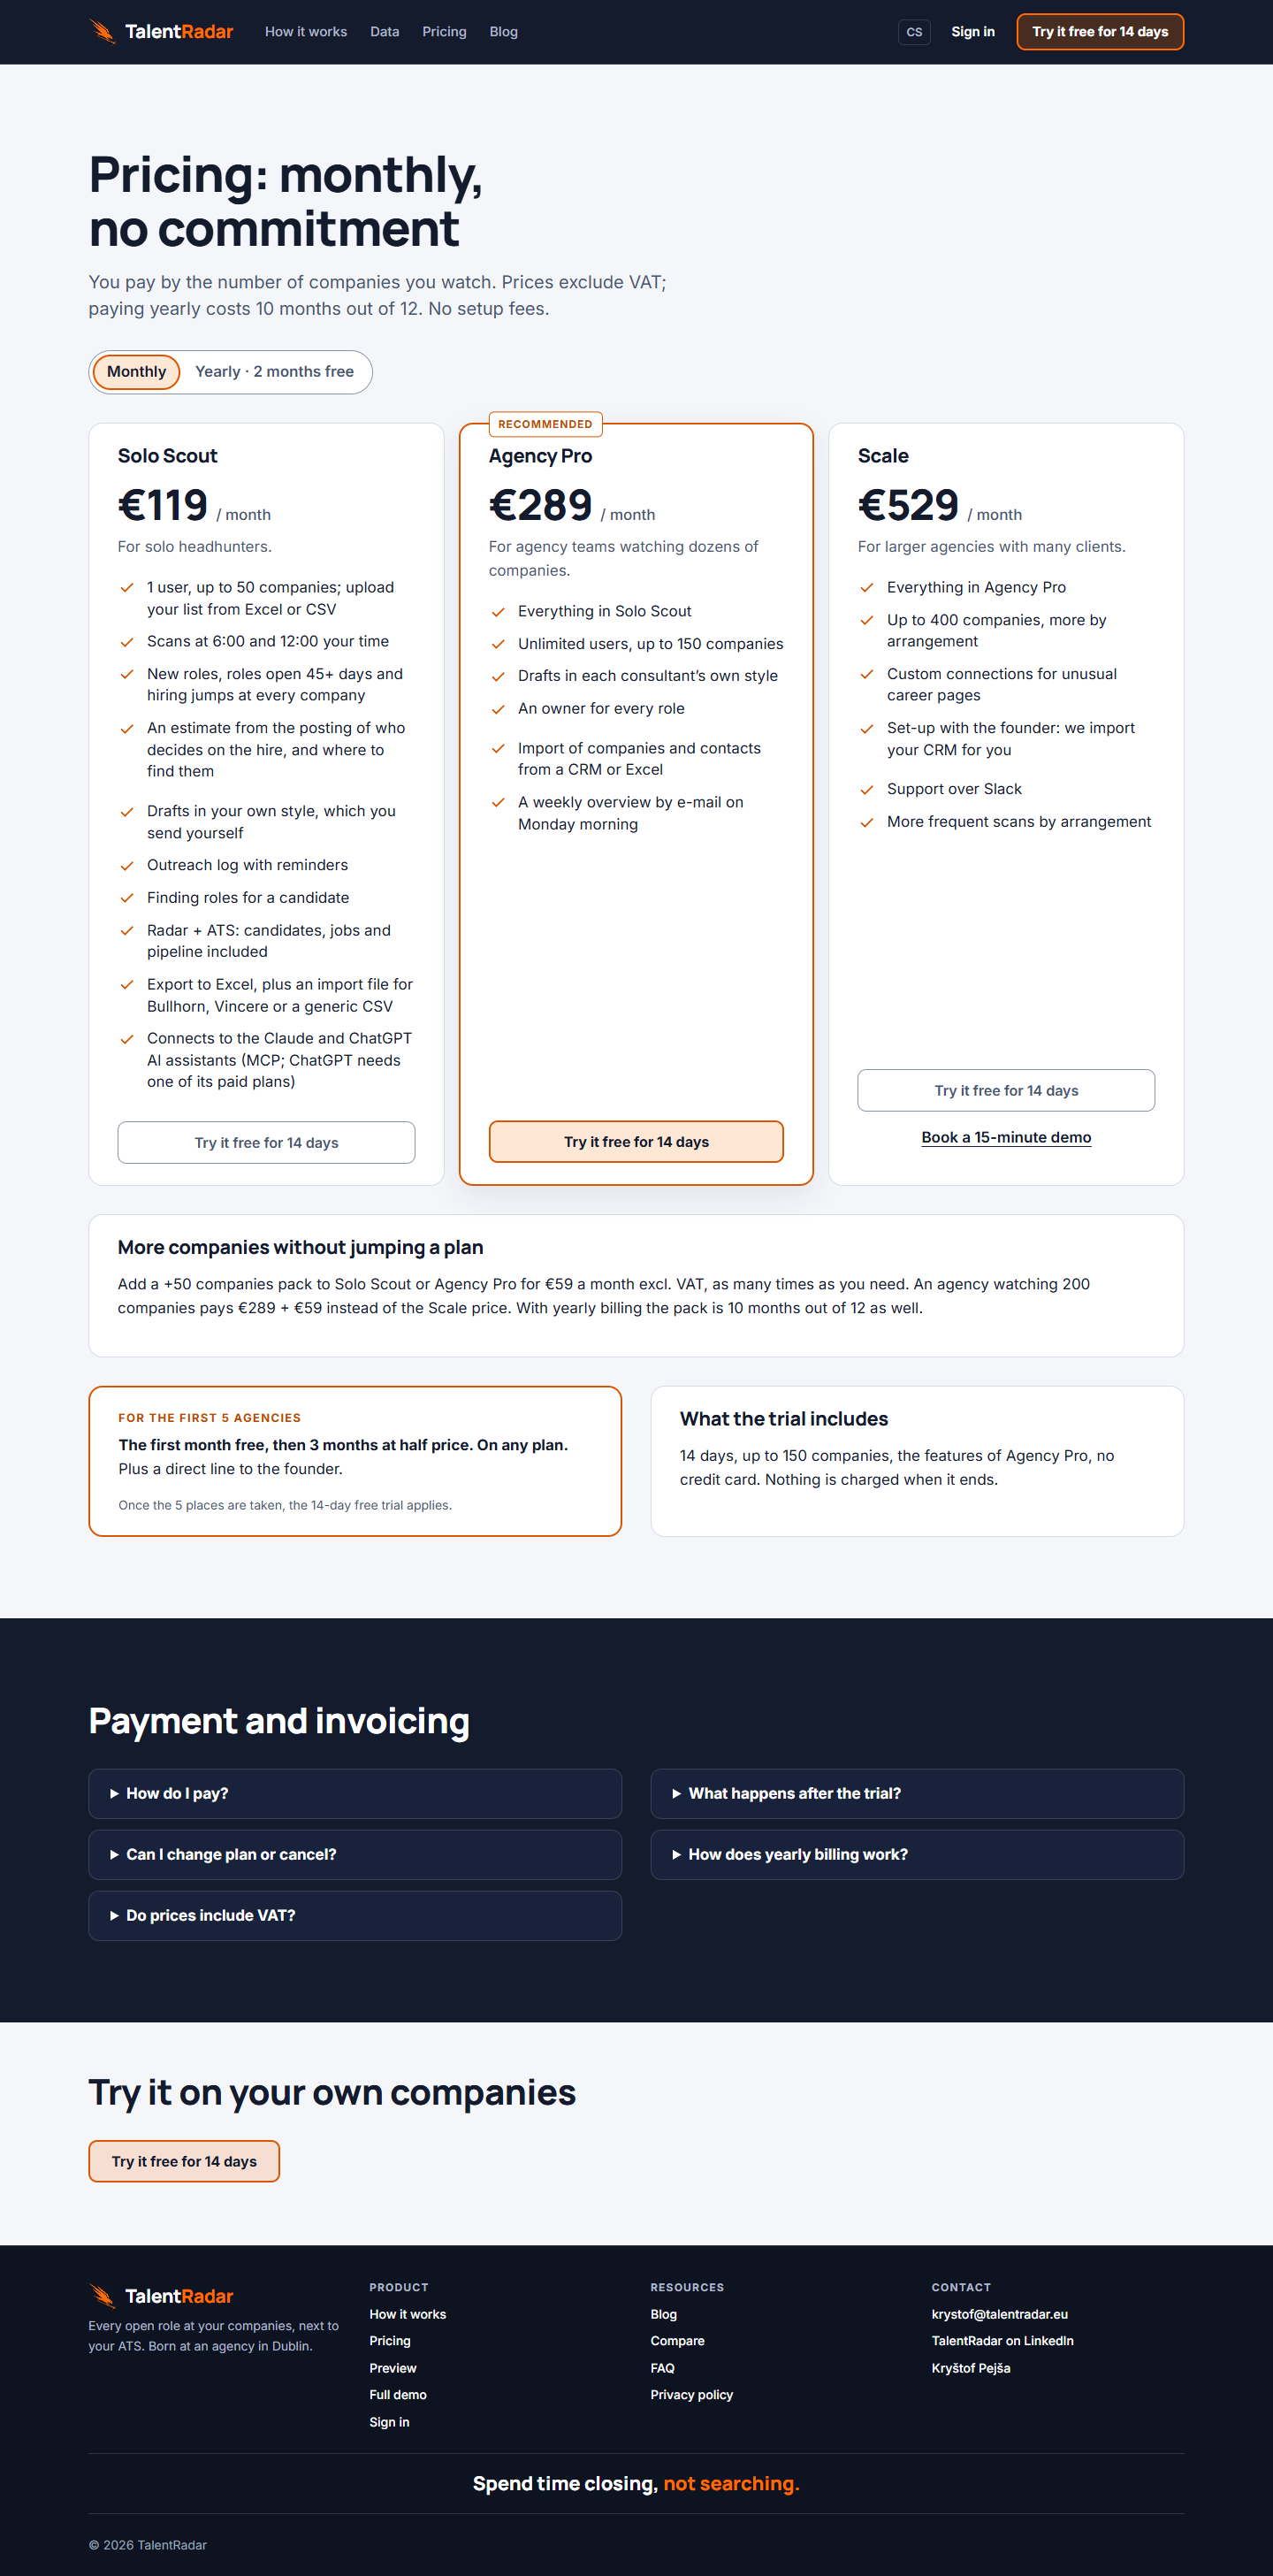 TalentRadar
How it works
Data
Pricing
Blog
CS
Sign in
Try it free for 14 days
Pricing: monthly,
no commitment
You pay by the number of companies you watch. Prices exclude VAT;
paying yearly costs 10 months out of 12. No setup fees.
Monthly
Yearly · 2 months free
Solo Scout
€119 / month
For solo headhunters.
1 user, up to 50 companies; upload
your list from Excel or CSV
Scans at 6:00 and 12:00 your time
New roles, roles open 45+ days and
hiring jumps at every company
An estimate from the posting of who
decides on the hire, and where to
find them
Drafts in your own style, which you
send yourself
Outreach log with reminders
Finding roles for a candidate
Radar + ATS: candidates, jobs and
pipeline included
Export to Excel, plus an import file for
Bullhorn, Vincere or a generic CSV
Connects to the Claude and ChatGPT
AI assistants (MCP; ChatGPT needs
one of its paid plans)
Try it free for 14 days
RECOMMENDED
Agency Pro
€289 / month
For agency teams watching dozens of
companies.
Everything in Solo Scout
Unlimited users, up to 150 companies
Drafts in each consultant’s own style
An owner for every role
Import of companies and contacts
from a CRM or Excel
A weekly overview by e-mail on
Monday morning
Try it free for 14 days
Scale
€529 / month
For larger agencies with many clients.
Everything in Agency Pro
Up to 400 companies, more by
arrangement
Custom connections for unusual
career pages
Set-up with the founder: we import
your CRM for you
Support over Slack
More frequent scans by arrangement
Try it free for 14 days
Book a 15-minute demo
More companies without jumping a plan
Add a +50 companies pack to Solo Scout or Agency Pro for €59 a month excl. VAT, as many times as you need. An agency watching 200
companies pays €289 + €59 instead of the Scale price. With yearly billing the pack is 10 months out of 12 as well.
FOR THE FIRST 5 AGENCIES
The first month free, then 3 months at half price. On any plan.
Plus a direct line to the founder.
Once the 5 places are taken, the 14-day free trial applies.
What the trial includes
14 days, up to 150 companies, the features of Agency Pro, no
credit card. Nothing is charged when it ends.
Payment and invoicing
How do I pay?
What happens after the trial?
Can I change plan or cancel?
How does yearly billing work?
Do prices include VAT?
Try it on your own companies
Try it free for 14 days
TalentRadar
Every open role at your companies, next to
your ATS. Born at an agency in Dublin.
PRODUCT
How it works
Pricing
Preview
Full demo
Sign in
RESOURCES
Blog
Compare
FAQ
Privacy policy
CONTACT
krystof@talentradar.eu
TalentRadar on LinkedIn
Kryštof Pejša
Spend time closing, not searching.
© 2026 TalentRadar